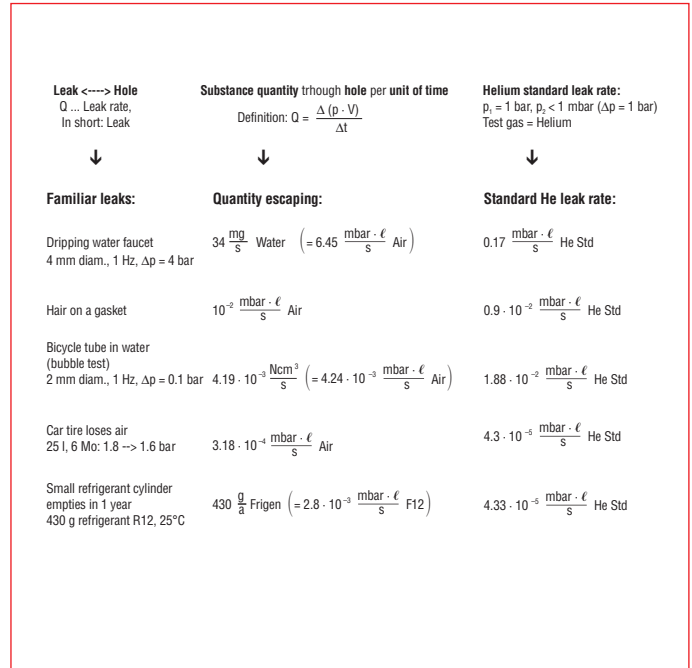 Leak <----> Hole
Q ... Leak rate,
In short: Leak
Substance quantity trhough hole per unit of time
Definition: Q = Δ (p · V) / Δt
Helium standard leak rate:
p₁ = 1 bar, p₂ < 1 mbar (Δp = 1 bar)
Test gas = Helium
↓ ↓ ↓
Familiar leaks: Quantity escaping: Standard He leak rate:
Dripping water faucet
4 mm diam., 1 Hz, Δp = 4 bar
34 mg/s Water (= 6.45 mbar · ℓ/s Air)
0.17 mbar · ℓ/s He Std
Hair on a gasket
10⁻² mbar · ℓ/s Air
0.9 · 10⁻² mbar · ℓ/s He Std
Bicycle tube in water
(bubble test)
2 mm diam., 1 Hz, Δp = 0.1 bar
4.19 · 10⁻³ Ncm³/s (= 4.24 · 10⁻³ mbar · ℓ/s Air)
1.88 · 10⁻² mbar · ℓ/s He Std
Car tire loses air
25 l, 6 Mo: 1.8 --> 1.6 bar
3.18 · 10⁻⁴ mbar · ℓ/s Air
4.3 · 10⁻⁵ mbar · ℓ/s He Std
Small refrigerant cylinder
empties in 1 year
430 g refrigerant R12, 25°C
430 g/a Frigen (= 2.8 · 10⁻³ mbar · ℓ/s F12)
4.33 · 10⁻⁵ mbar · ℓ/s He Std